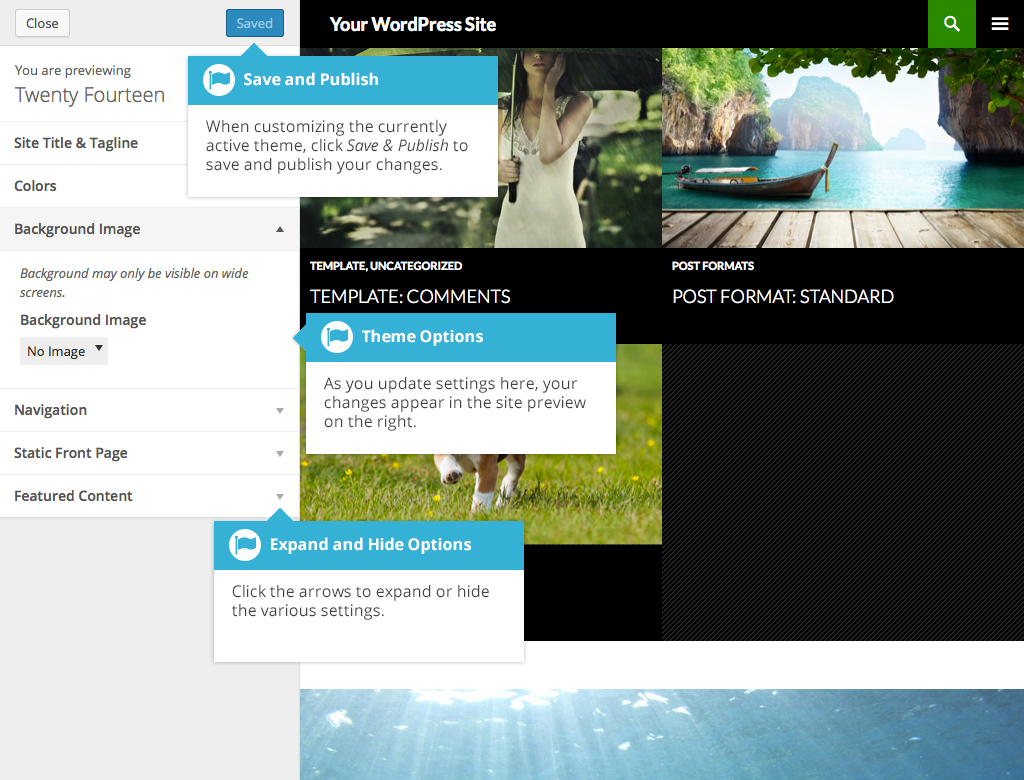 Close
Saved
You are previewing
Twenty Fourteen
Site Title & Tagline
Colors
Background Image
Background may only be visible on wide
screens.
Background Image
No Image
Navigation
Static Front Page
Featured Content
Your WordPress Site
Save and Publish
When customizing the currently
active theme, click Save & Publish to
save and publish your changes.
TEMPLATE, UNCATEGORIZED
TEMPLATE: COMMENTS
POST FORMATS
POST FORMAT: STANDARD
Theme Options
As you update settings here, your
changes appear in the site preview
on the right.
Expand and Hide Options
Click the arrows to expand or hide
the various settings.